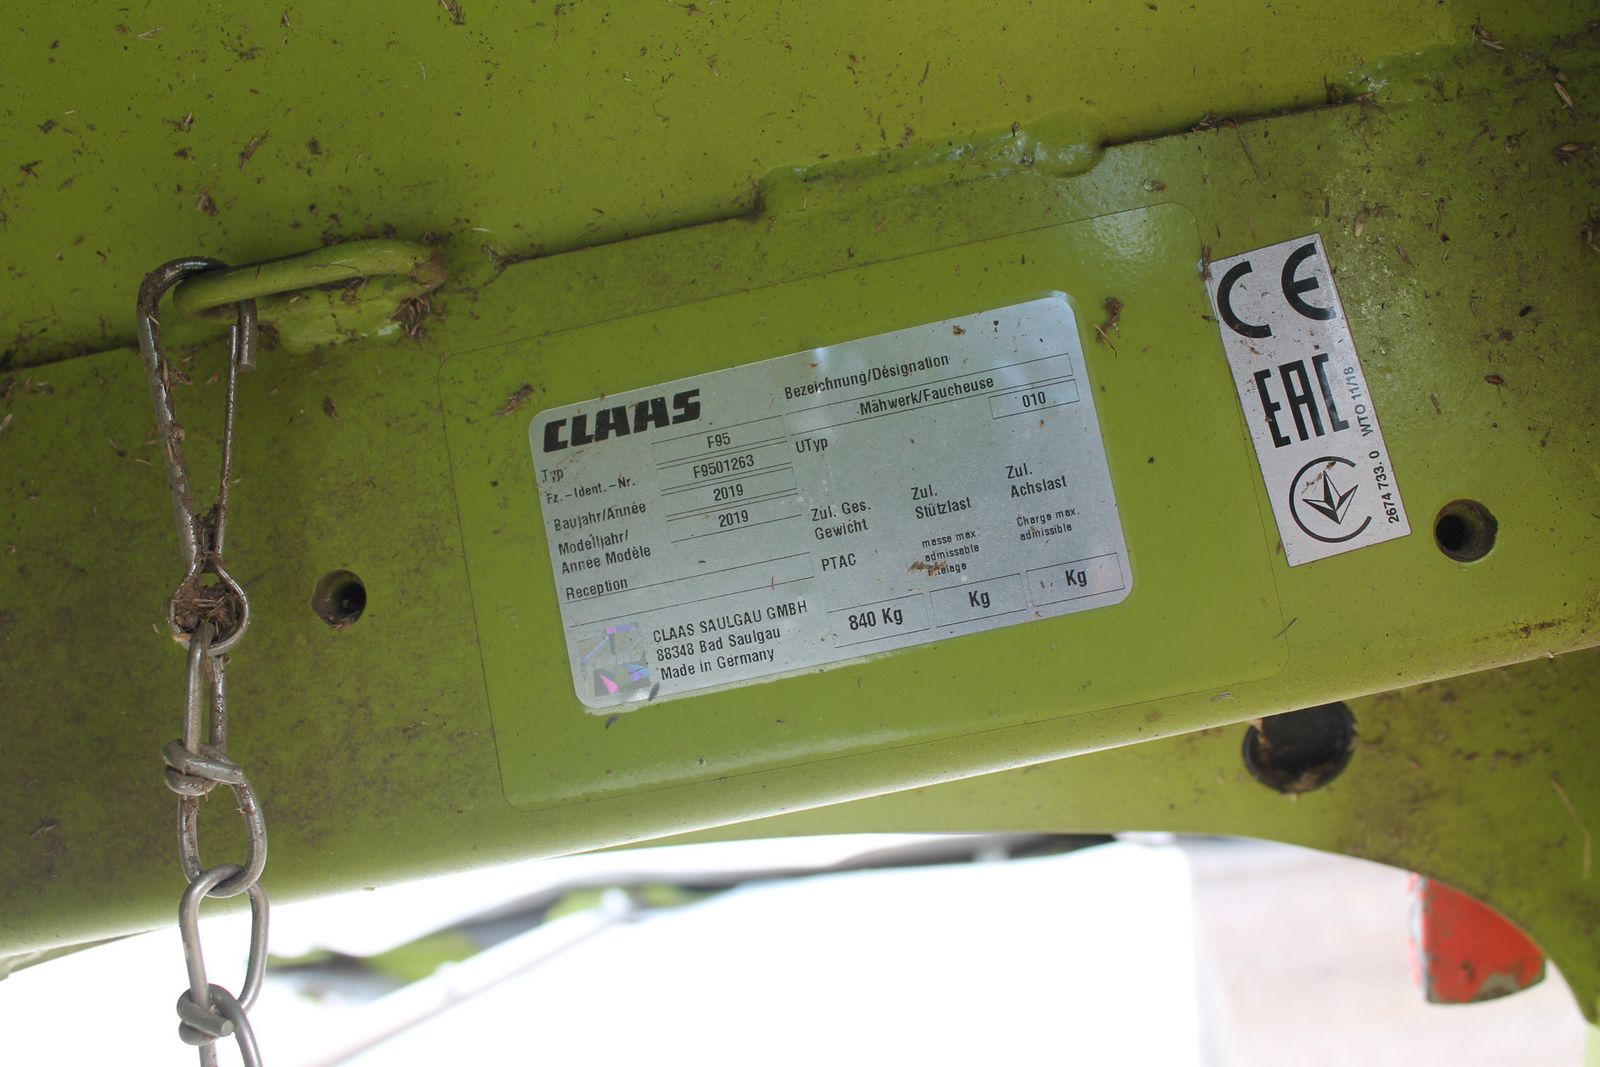 CLAAS
Bezeichnung/Désignation
Mähwerk/Faucheuse
Typ F95
UTyp 010
Fz.-Ident.-Nr. F9501263
Baujahr/Année 2019
Modelljahr/
Année Modèle 2019
Reception
Zul. Ges.
Gewicht
PTAC
840 Kg
Zul.
Stützlast
masse max.
admissable
Kg
Zul.
Achslast
Charge max.
admissible
Kg
CLAAS SAULGAU GMBH
88348 Bad Saulgau
Made in Germany
CE
EAC
WTO 11/18
2674 733. 0